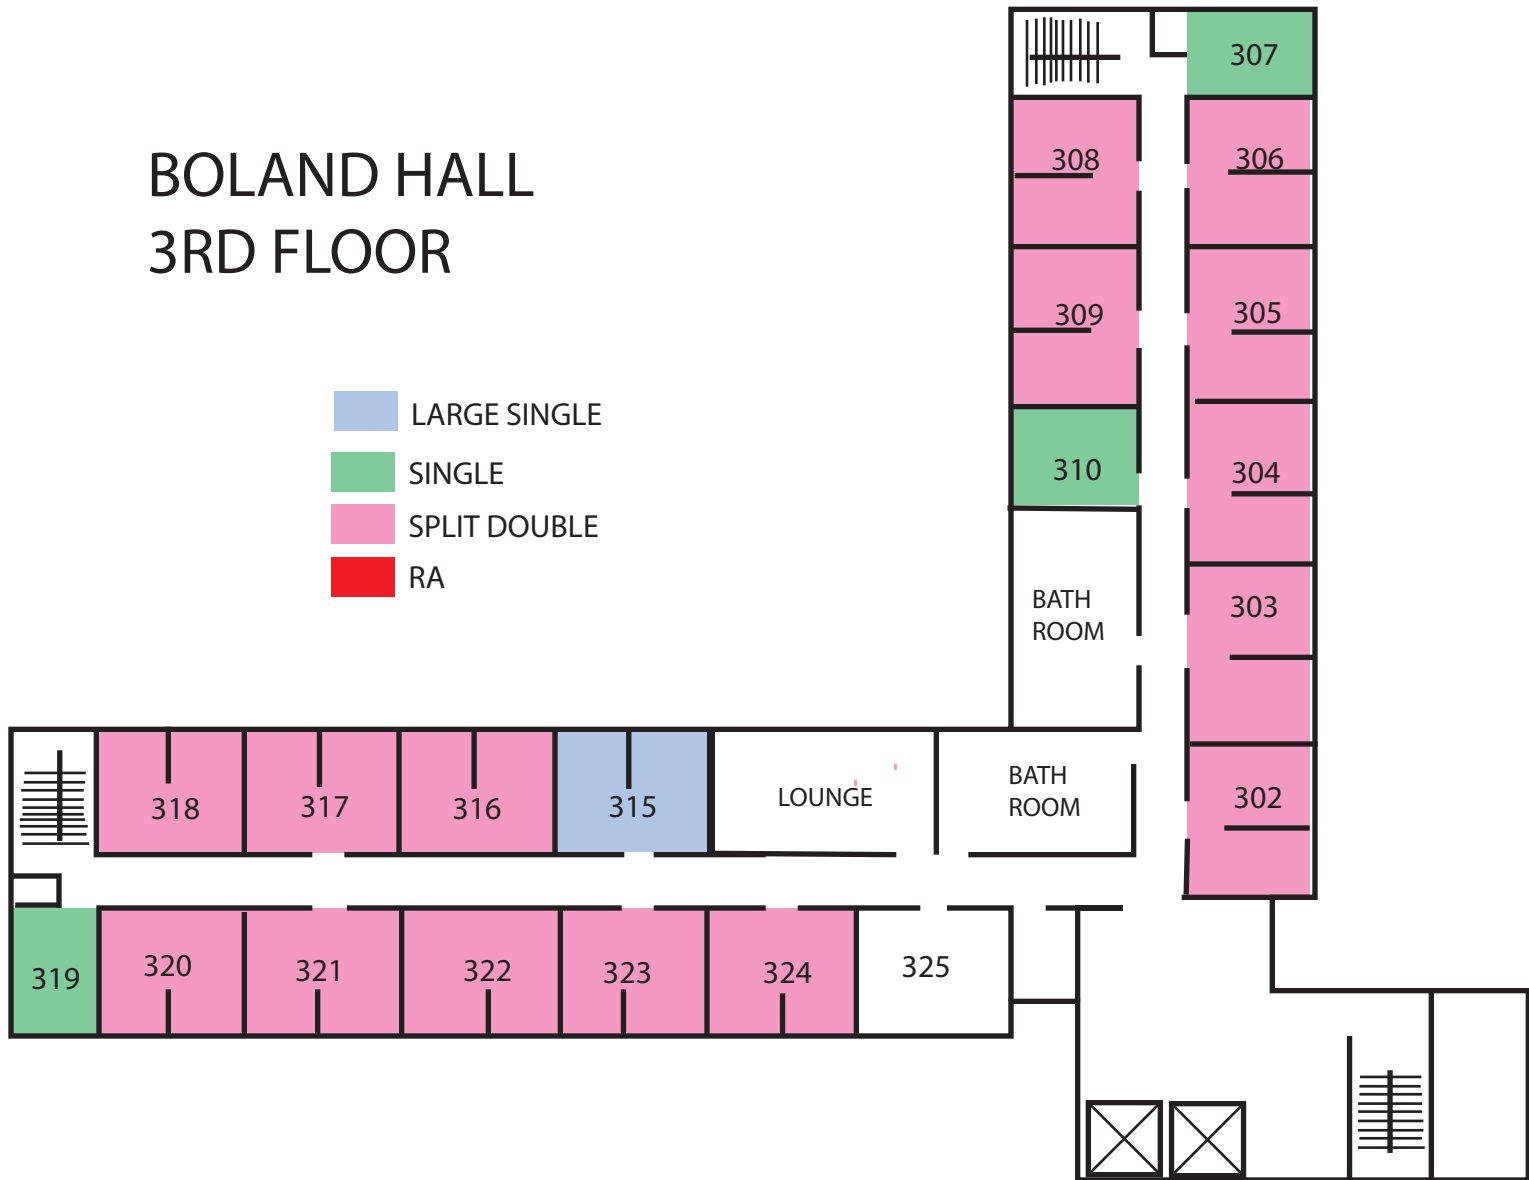 BOLAND HALL
3RD FLOOR
LARGE SINGLE
SINGLE
SPLIT DOUBLE
RA
307
308
306
309
305
310
304
BATH
ROOM
303
302
318
317
316
315
LOUNGE
BATH
ROOM
319
320
321
322
323
324
325